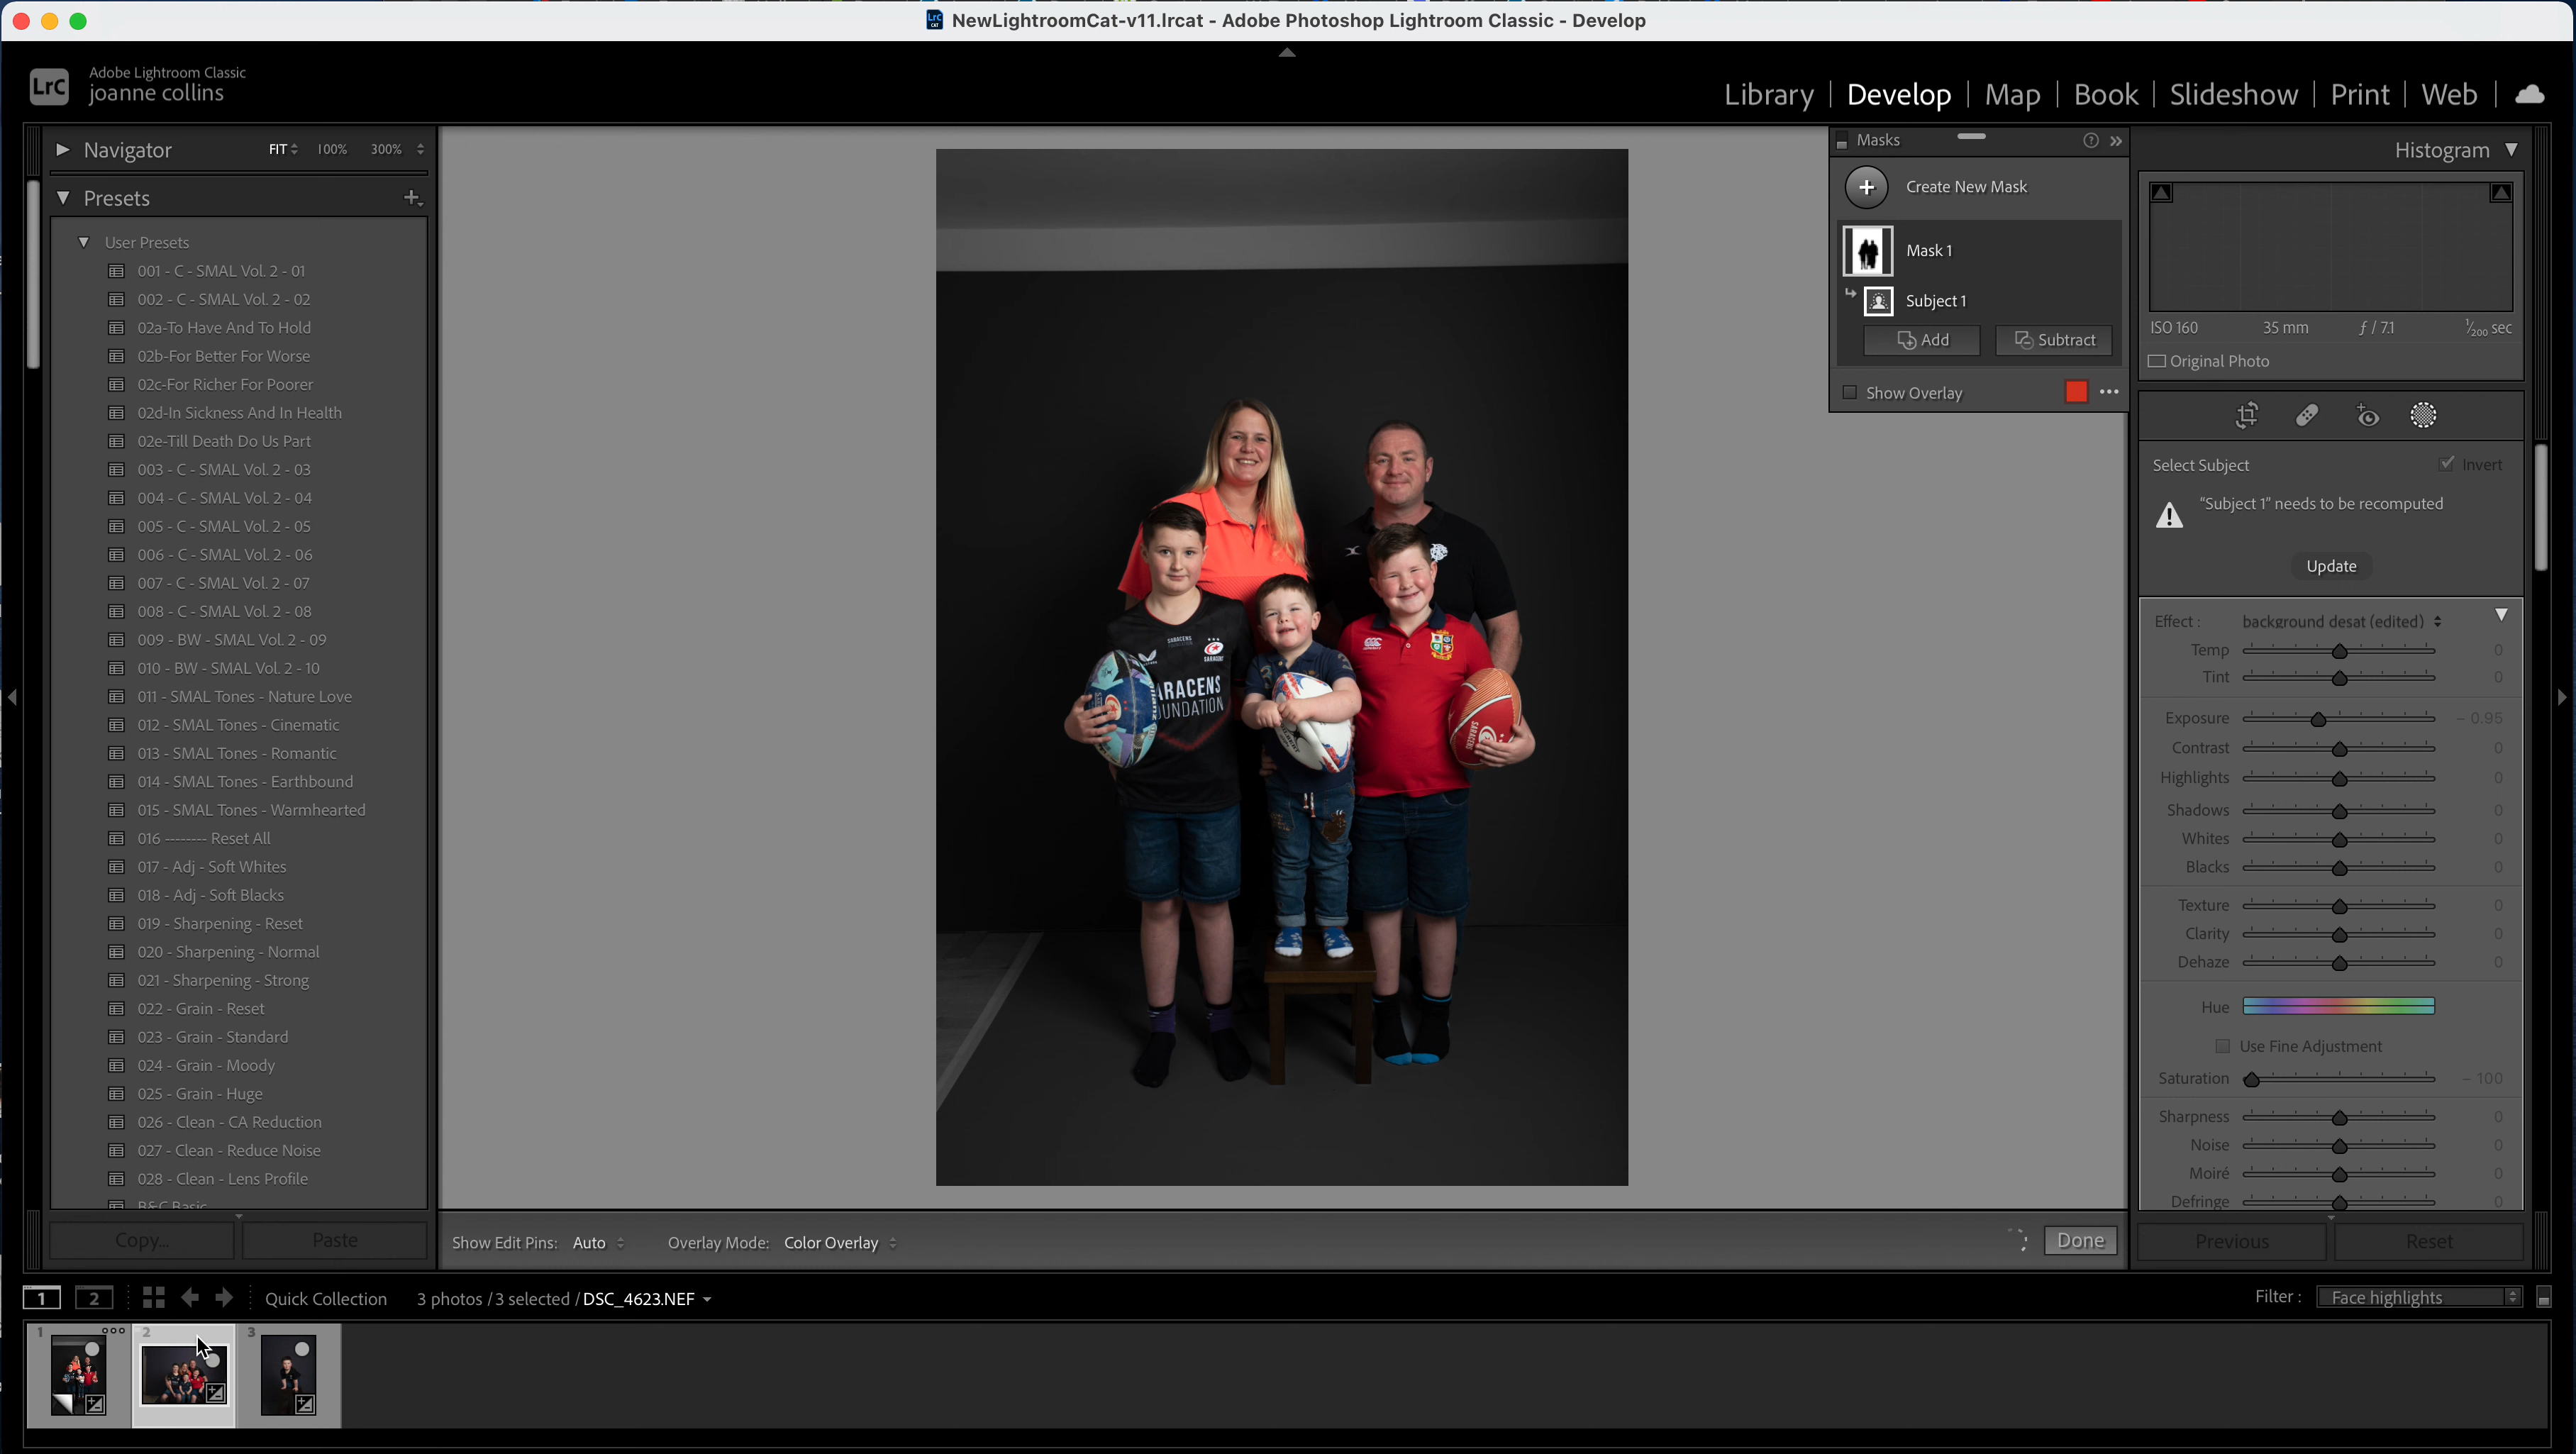 NewLightroomCat-v11.lrcat - Adobe Photoshop Lightroom Classic - Develop
LrC
Adobe Lightroom Classic
joanne collins
Library | Develop | Map | Book | Slideshow | Print | Web
Navigator
FIT 100% 300%
Presets
User Presets
001 - C - SMAL Vol. 2 - 01
002 - C - SMAL Vol. 2 - 02
02a-To Have And To Hold
02b-For Better For Worse
02c-For Richer For Poorer
02d-In Sickness And In Health
02e-Till Death Do Us Part
003 - C - SMAL Vol. 2 - 03
004 - C - SMAL Vol. 2 - 04
005 - C - SMAL Vol. 2 - 05
006 - C - SMAL Vol. 2 - 06
007 - C - SMAL Vol. 2 - 07
008 - C - SMAL Vol. 2 - 08
009 - BW - SMAL Vol. 2 - 09
010 - BW - SMAL Vol. 2 - 10
011 - SMAL Tones - Nature Love
012 - SMAL Tones - Cinematic
013 - SMAL Tones - Romantic
014 - SMAL Tones - Earthbound
015 - SMAL Tones - Warmhearted
016 -------- Reset All
017 - Adj - Soft Whites
018 - Adj - Soft Blacks
019 - Sharpening - Reset
020 - Sharpening - Normal
021 - Sharpening - Strong
022 - Grain - Reset
023 - Grain - Standard
024 - Grain - Moody
025 - Grain - Huge
026 - Clean - CA Reduction
027 - Clean - Reduce Noise
028 - Clean - Lens Profile
B&C Basic
Copy...
Paste
SARACENS
ARACENS
UNDATION
SARACENS
Masks
Create New Mask
Mask 1
Subject 1
Add
Subtract
Show Overlay
Histogram
ISO 160 35 mm ƒ / 7.1 1/200 sec
Original Photo
Select Subject
Invert
"Subject 1" needs to be recomputed
Update
Effect : background desat (edited)
Temp 0
Tint 0
Exposure - 0.95
Contrast 0
Highlights 0
Shadows 0
Whites 0
Blacks 0
Texture 0
Clarity 0
Dehaze 0
Hue
Use Fine Adjustment
Saturation - 100
Sharpness 0
Noise 0
Moiré 0
Defringe 0
Show Edit Pins: Auto
Overlay Mode: Color Overlay
Done
Previous
Reset
1 2
Quick Collection
3 photos / 3 selected / DSC_4623.NEF
Filter : Face highlights
1
2
3